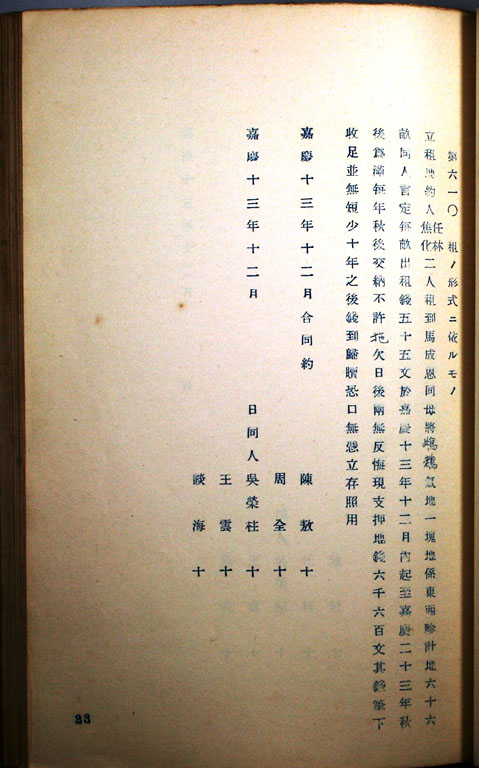 第六一〇 租ノ形式ニ依ルモノ
立租地約人任林焦化二人租到馬成恩同母將蜈蚣氣地一塊地係東西畛計地六十六
畝同人言定每畝出租錢五十五文於嘉慶十三年十二月內起至嘉慶二十三年秋
後爲滿每年秋後交納不許拖欠日後兩無反悔現支押地錢六千六百文其錢筆下
收足並無短少十年之後錢到歸贖恐口無憑立存照用
嘉慶十三年十二月合同約
陳敖十
周全十
嘉慶十三年十二月 日同人吳榮柱十
王雲十
談海十
23